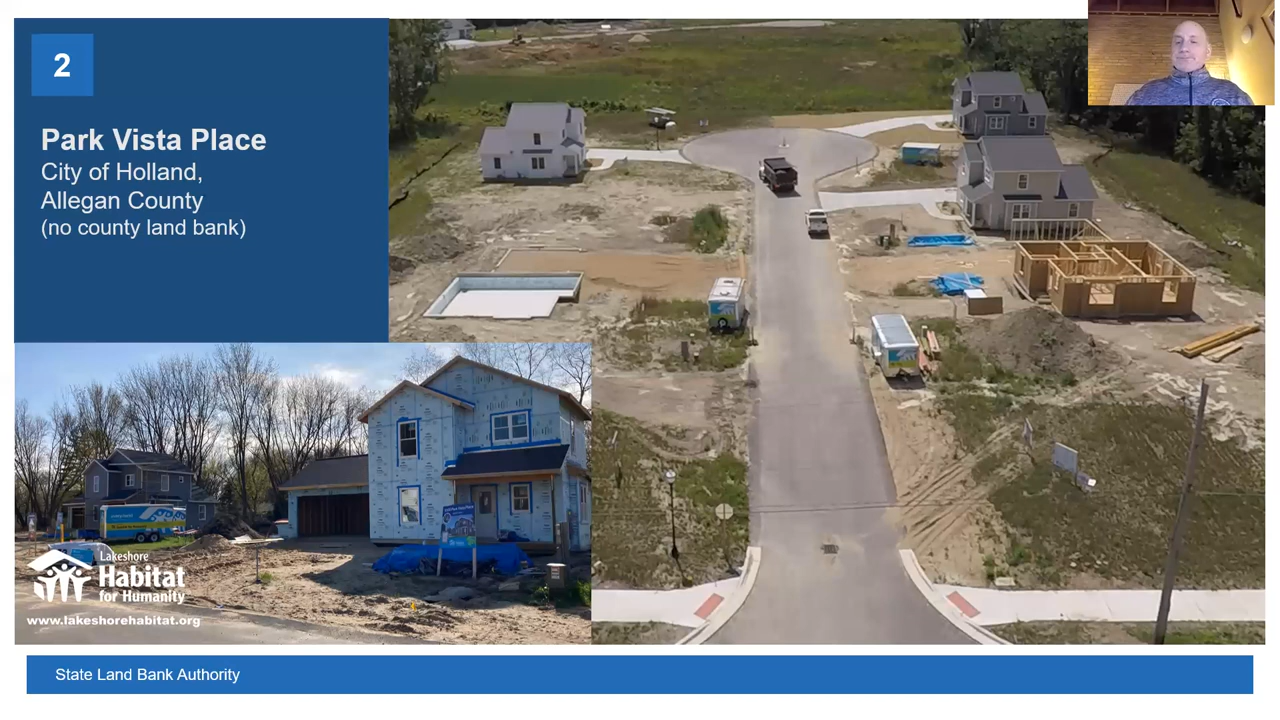 2
Park Vista Place
City of Holland,
Allegan County
(no county land bank)
Lakeshore
Habitat
for Humanity
www.lakeshorehabitat.org
State Land Bank Authority